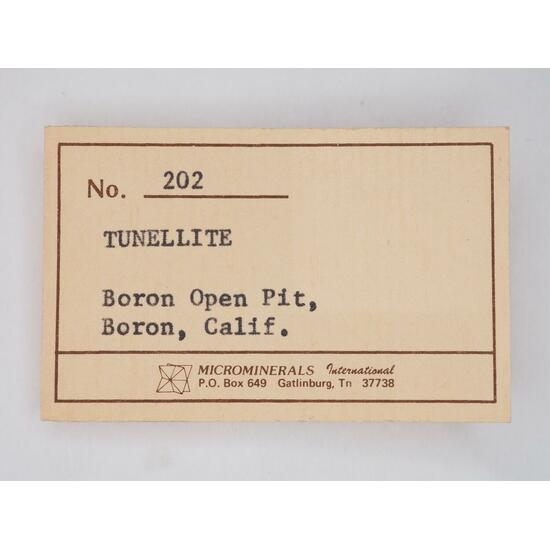 No. 202
TUNELLITE
Boron Open Pit,
Boron, Calif.
MICROMINERALS International
P.O. Box 649 Gatlinburg, Tn 37738